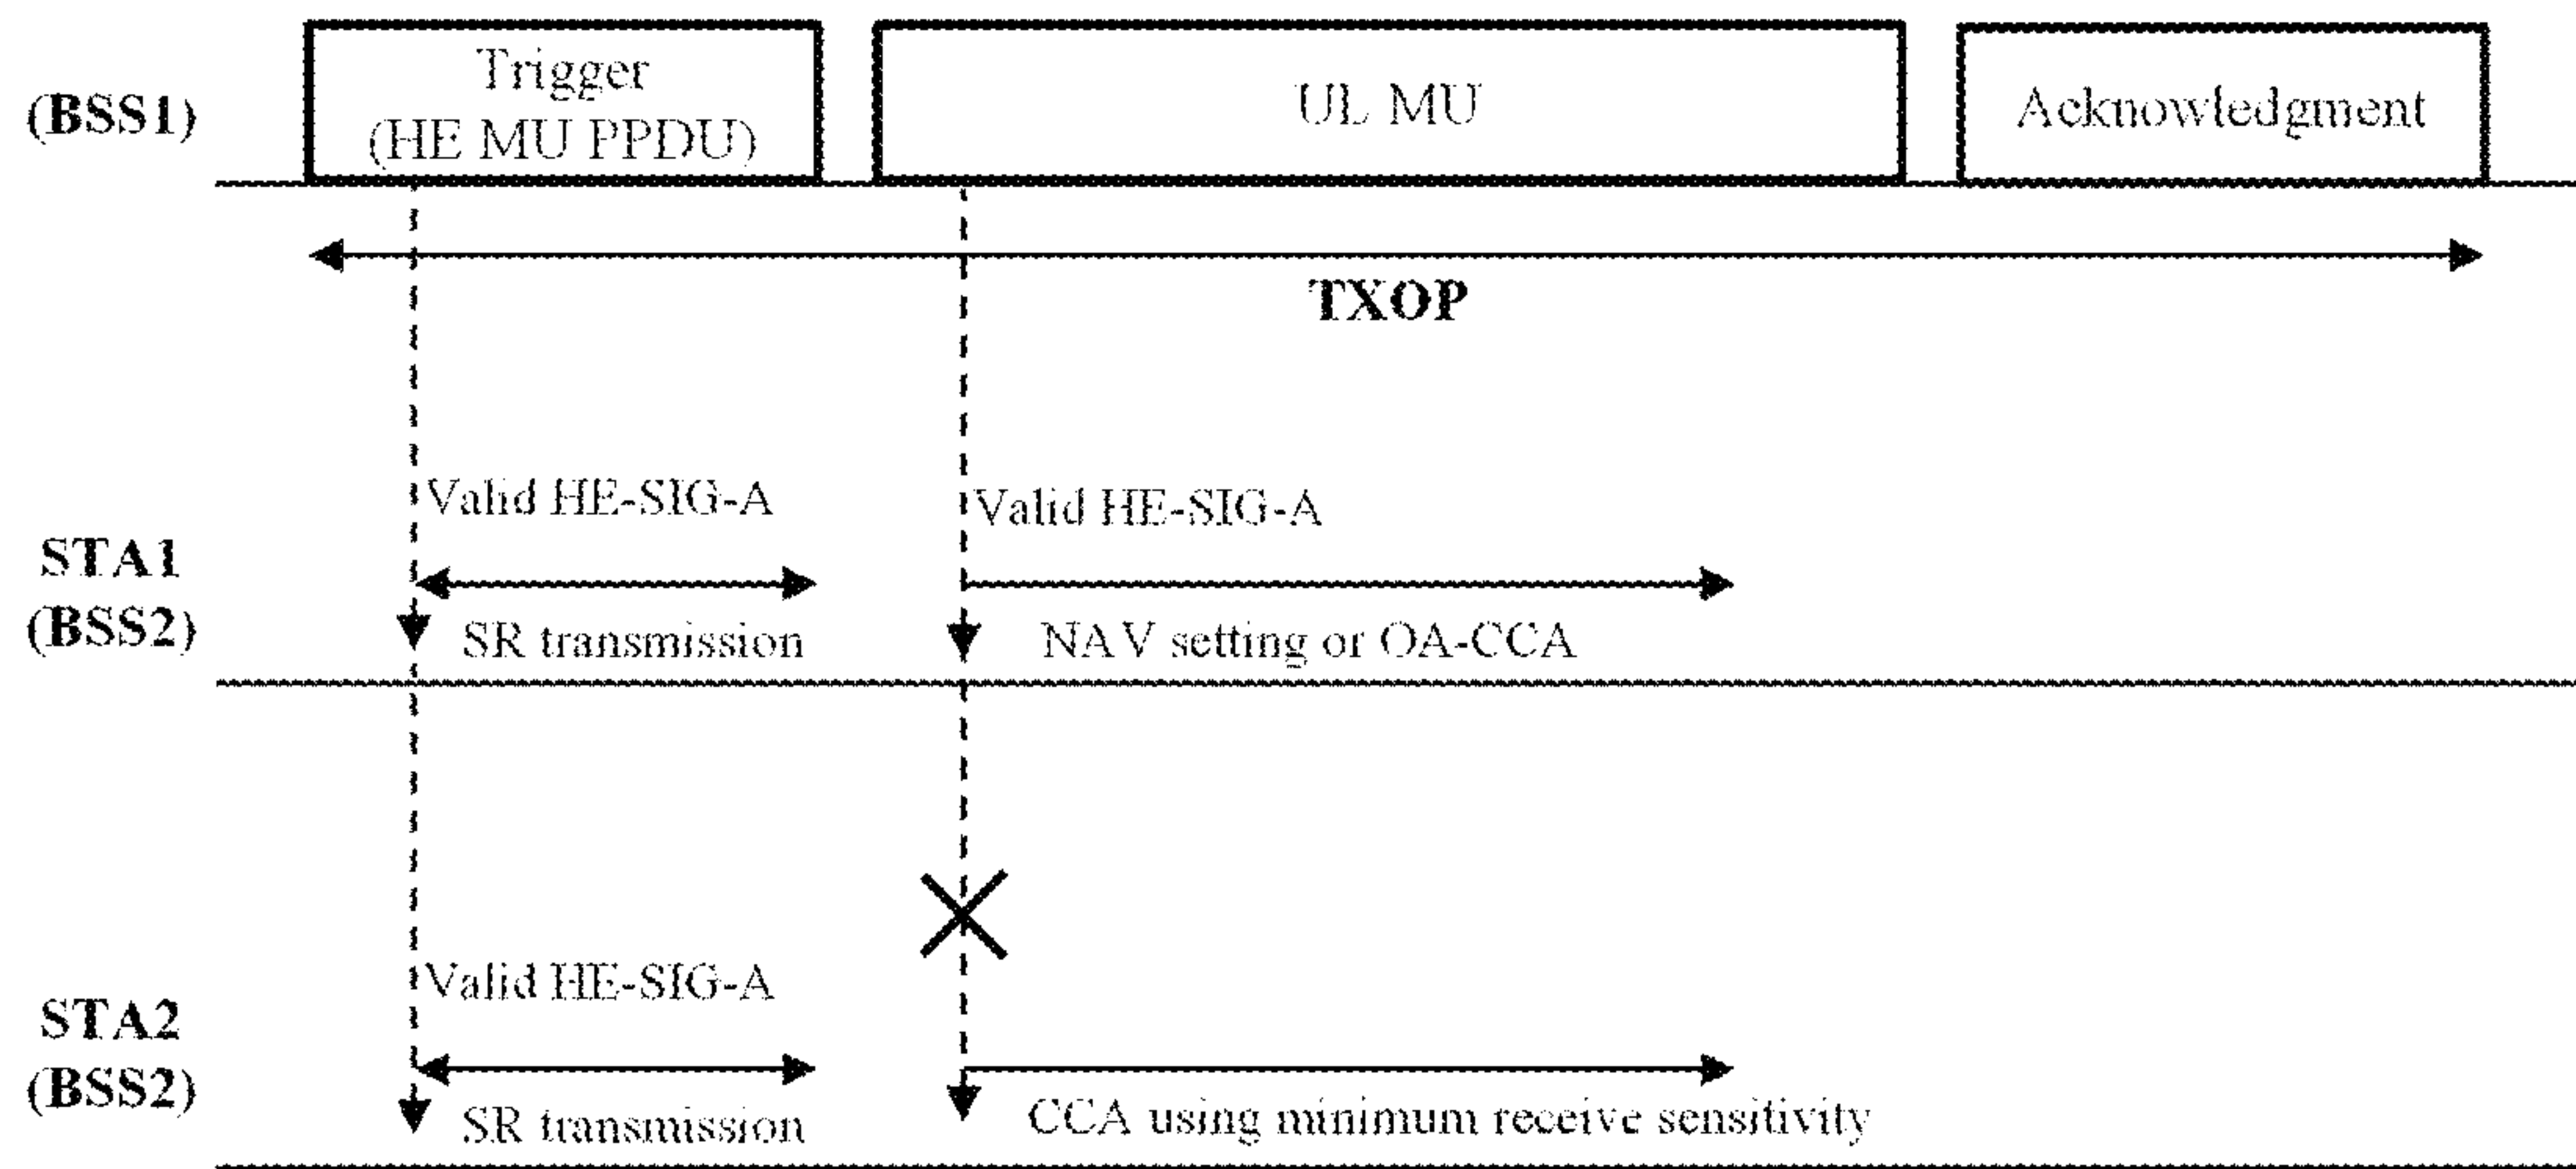 (BSS1)
Trigger
(HE MU PPDU)
UL MU
Acknowledgment
TXOP
STA1
(BSS2)
Valid HE-SIG-A
SR transmission
Valid HE-SIG-A
NAV setting or OA-CCA
STA2
(BSS2)
Valid HE-SIG-A
SR transmission
CCA using minimum receive sensitivity